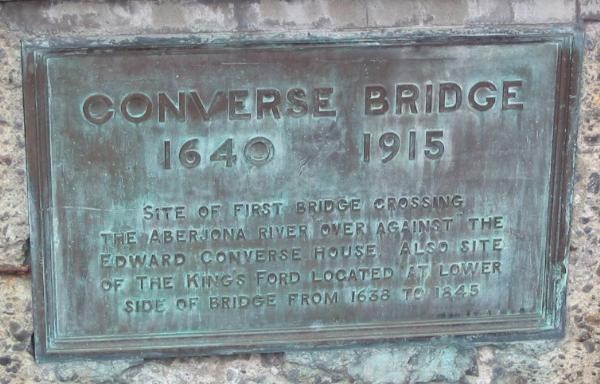 CONVERSE BRIDGE
1640 1915
SITE OF FIRST BRIDGE CROSSING
THE ABERJONA RIVER OVER AGAINST THE
EDWARD CONVERSE HOUSE. ALSO SITE
OF THE KINGS FORD LOCATED AT LOWER
SIDE OF BRIDGE FROM 1638 TO 1845